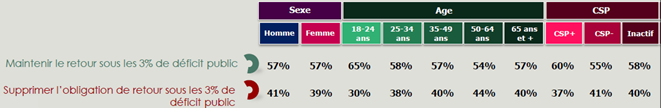 Sexe Age CSP
Homme Femme 18-24 ans 25-34 ans 35-49 ans 50-64 ans 65 ans et + CSP+ CSP- Inactif
Maintenir le retour sous les 3% de déficit public 57% 57% 65% 58% 57% 54% 57% 60% 55% 58%
Supprimer l'obligation de retour sous les 3% de déficit public 41% 39% 30% 38% 40% 44% 40% 37% 41% 40%